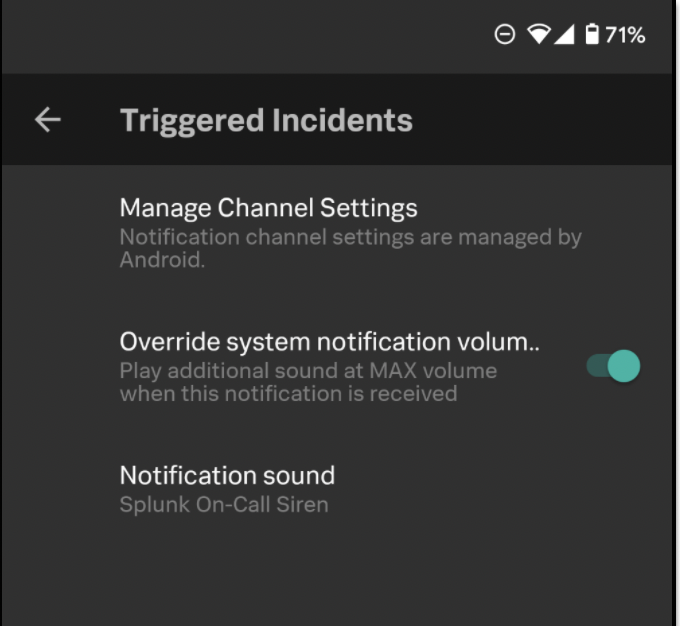 71%
Triggered Incidents
Manage Channel Settings
Notification channel settings are managed by
Android.
Override system notification volum..
Play additional sound at MAX volume
when this notification is received
Notification sound
Splunk On-Call Siren